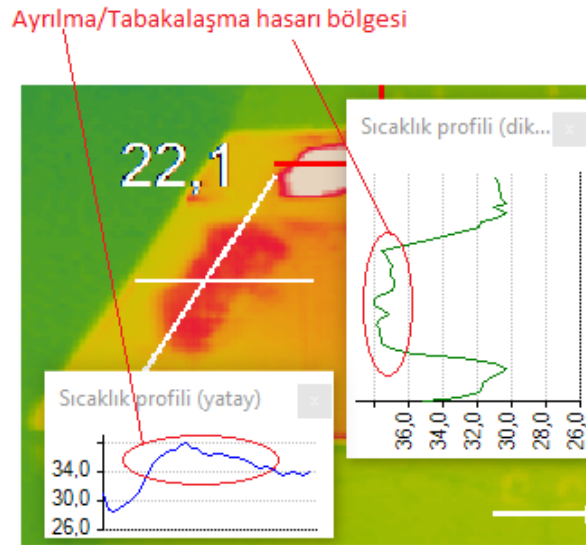 Ayrılma/Tabakalaşma hasarı bölgesi
Sıcaklık profili (dik... x
22,1
36,0 34,0 32,0 30,0 28,0 26,0
Sıcaklık profili (yatay) x
34,0
30,0
26,0